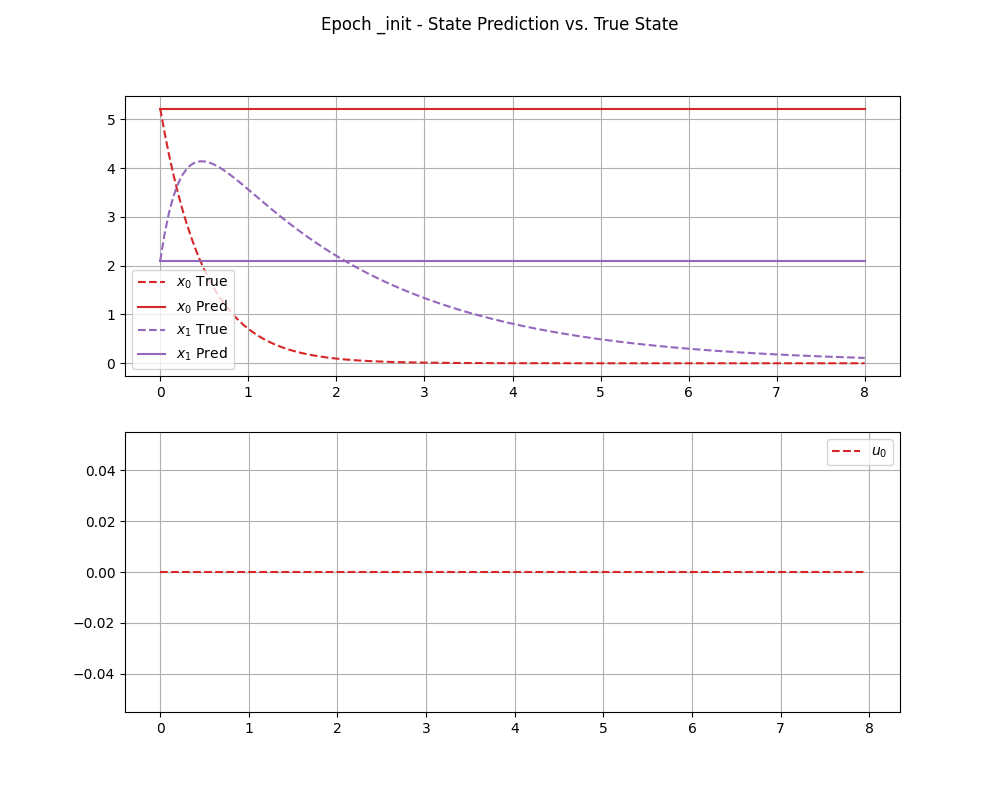 Epoch _init - State Prediction vs. True State
5
4
3
2
1
0
x₀ True
x₀ Pred
x₁ True
x₁ Pred
0 1 2 3 4 5 6 7 8
0.04
0.02
0.00
−0.02
−0.04
u₀
0 1 2 3 4 5 6 7 8